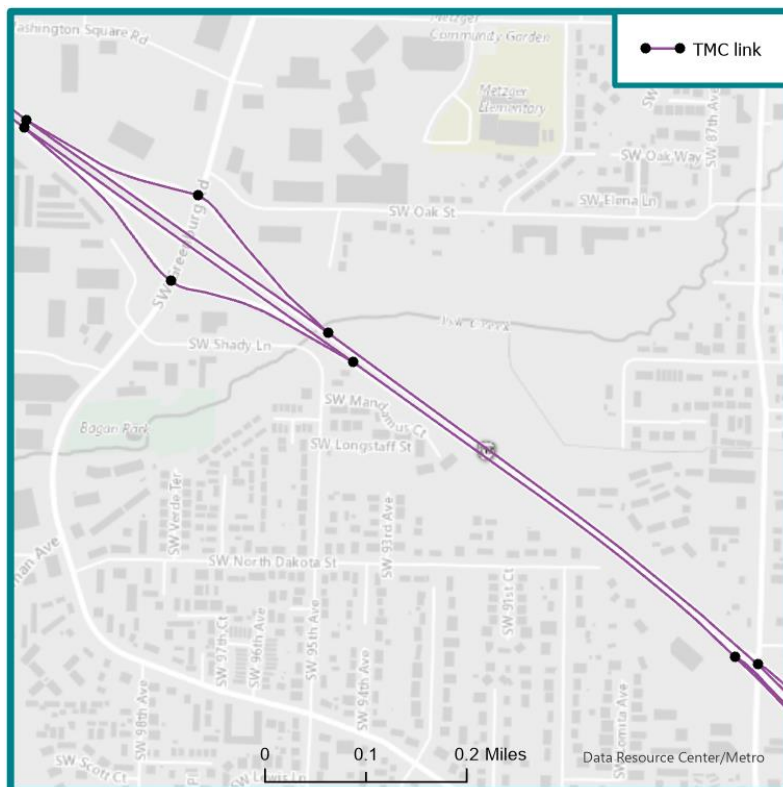 TMC link
Washington Square Rd
Metzger
Community Garden
Metzger
Elementary
SW 87th Ave
SW Oak Way
SW Elena Ln
SW Oak St
SW Greenburg Rd
SW Shady Ln
SW Mandamus Ct
Bagan Park
SW Longstaff St
SW Verde Ter
SW 93rd Ave
SW North Dakota St
SW 91st Ct
SW 97th Ct
SW 96th Ave
SW 95th Ave
SW 94th Ave
SW 98th Ave
0 0.1 0.2 Miles
Data Resource Center/Metro
SW Scott Ct
SW Lewis Ln